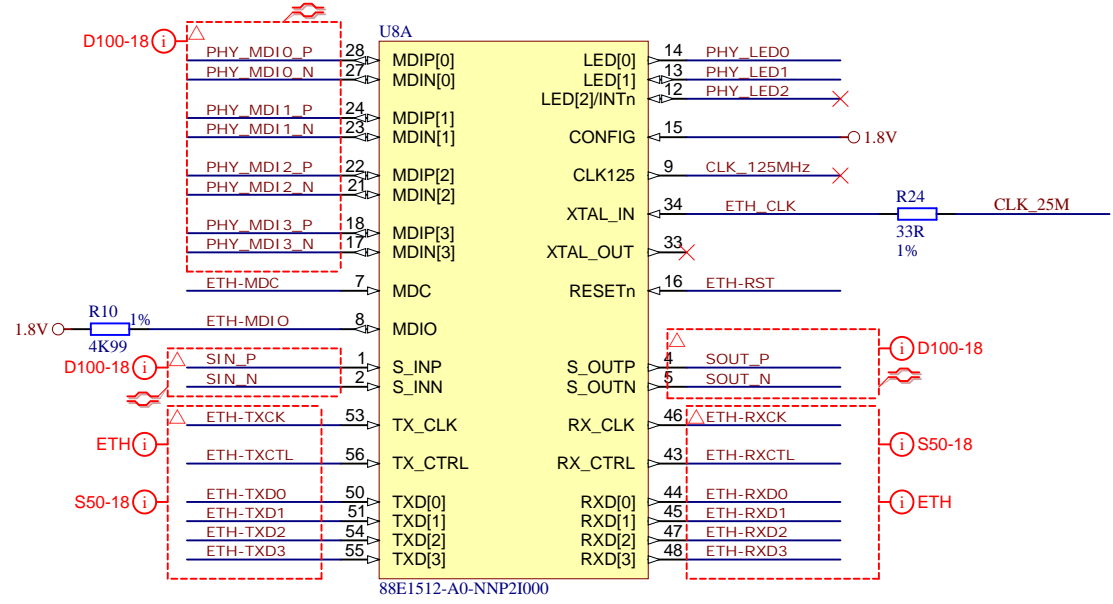 U8A
D100-18
PHY_MDI0_P 28 MDIP[0] LED[0] 14 PHY_LED0
PHY_MDI0_N 27 MDIN[0] LED[1] 13 PHY_LED1
LED[2]/INTn 12 PHY_LED2
PHY_MDI1_P 24 MDIP[1]
PHY_MDI1_N 23 MDIN[1] CONFIG 15 1.8V
PHY_MDI2_P 22 MDIP[2] CLK125 9 CLK_125MHz
PHY_MDI2_N 21 MDIN[2]
R24
XTAL_IN 34 ETH_CLK CLK_25M
33R
1%
PHY_MDI3_P 18 MDIP[3]
PHY_MDI3_N 17 MDIN[3] XTAL_OUT 33
ETH-MDC 7 MDC RESETn 16 ETH-RST
R10
1.8V 1% ETH-MDIO 8 MDIO
4K99
D100-18 SIN_P 1 S_INP S_OUTP 4 SOUT_P D100-18
SIN_N 2 S_INN S_OUTN 5 SOUT_N
ETH-TXCK 53 TX_CLK RX_CLK 46 ETH-RXCK
ETH S50-18
ETH-TXCTL 56 TX_CTRL RX_CTRL 43 ETH-RXCTL
S50-18 ETH-TXD0 50 TXD[0] RXD[0] 44 ETH-RXD0 ETH
ETH-TXD1 51 TXD[1] RXD[1] 45 ETH-RXD1
ETH-TXD2 54 TXD[2] RXD[2] 47 ETH-RXD2
ETH-TXD3 55 TXD[3] RXD[3] 48 ETH-RXD3
88E1512-A0-NNP2I000